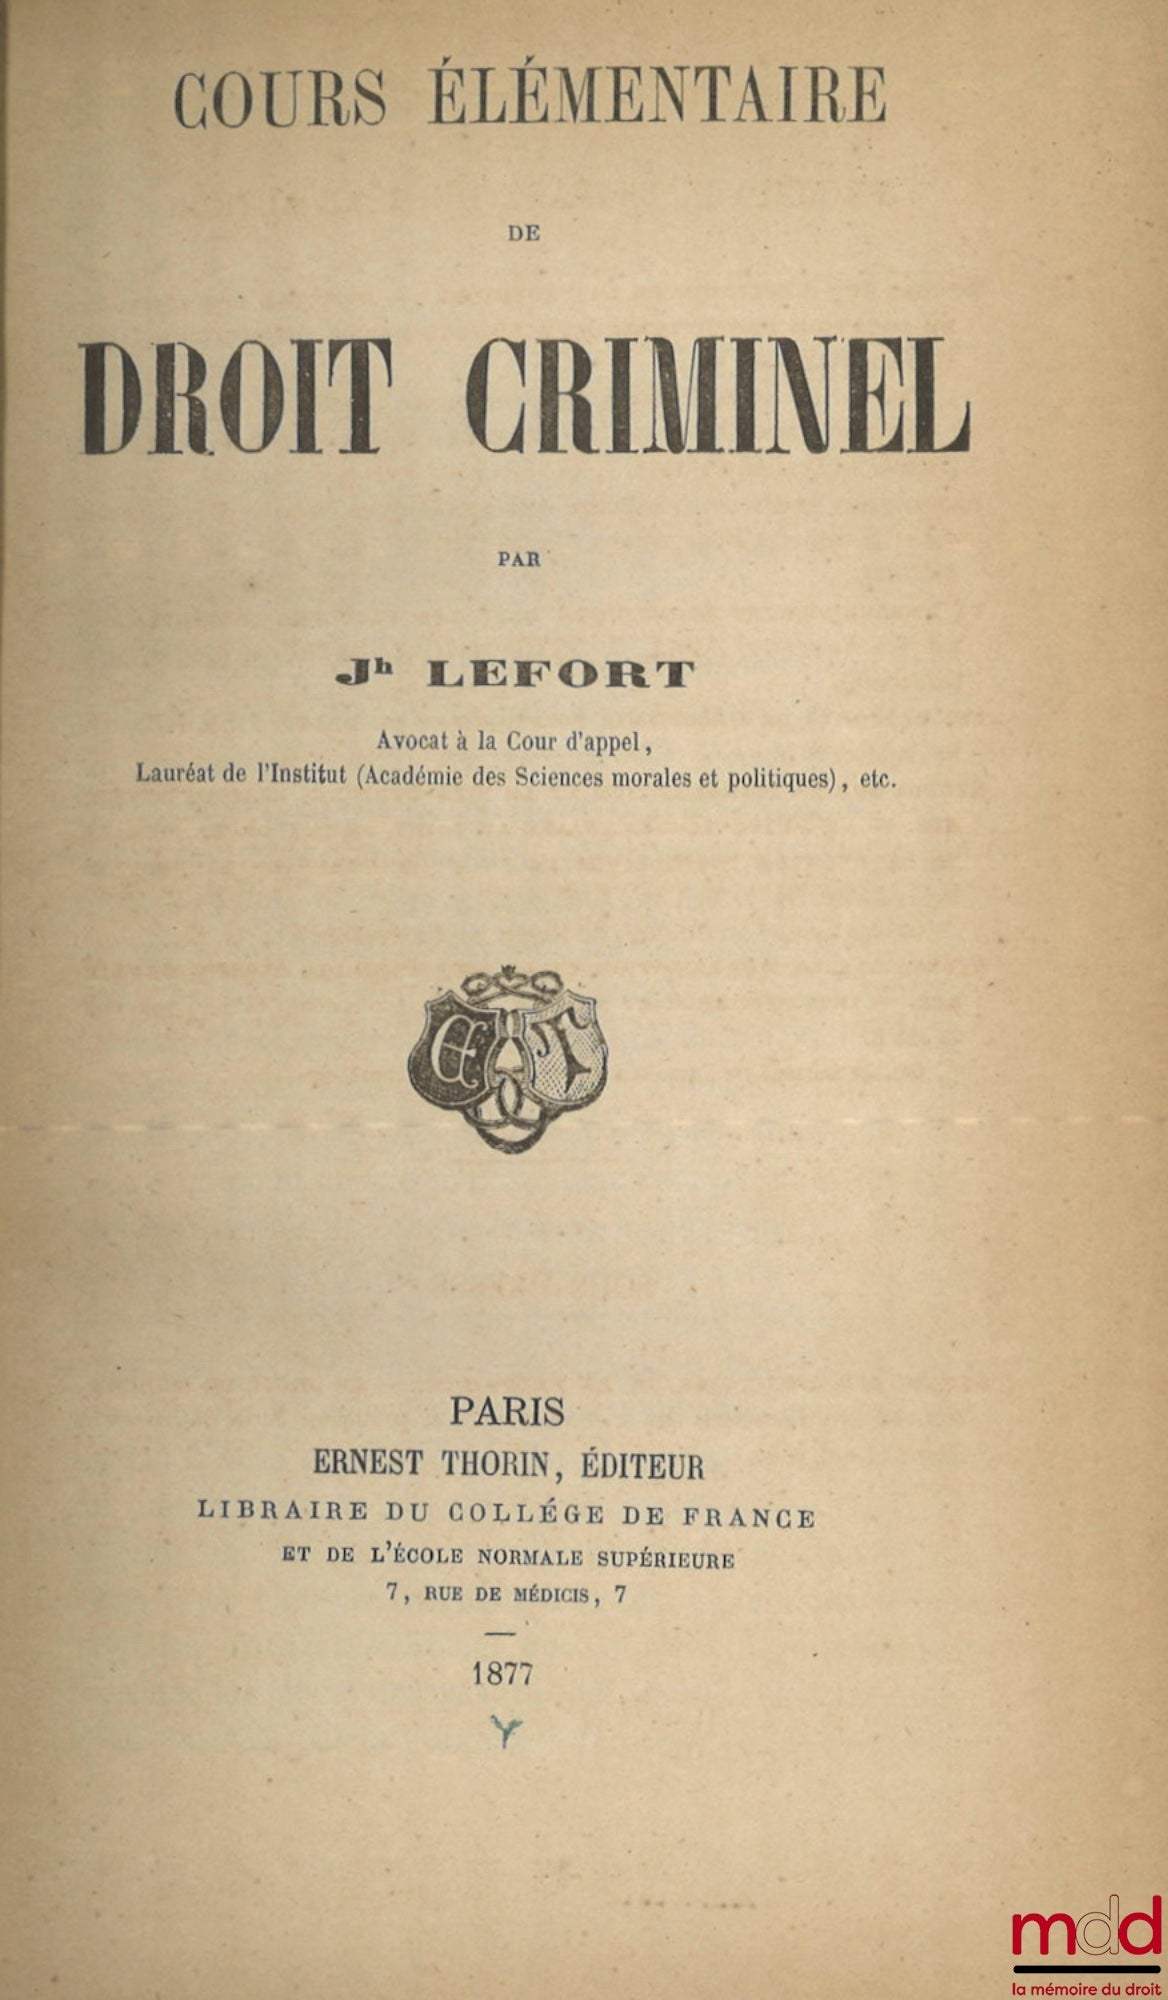 COURS ÉLÉMENTAIRE
DE
DROIT CRIMINEL
PAR
Jh LEFORT
Avocat à la Cour d'appel,
Lauréat de l'Institut (Académie des Sciences morales et politiques), etc.
E T
PARIS
ERNEST THORIN, ÉDITEUR
LIBRAIRE DU COLLÉGE DE FRANCE
ET DE L'ÉCOLE NORMALE SUPÉRIEURE
7, RUE DE MÉDICIS, 7
1877
mdd
la mémoire du droit